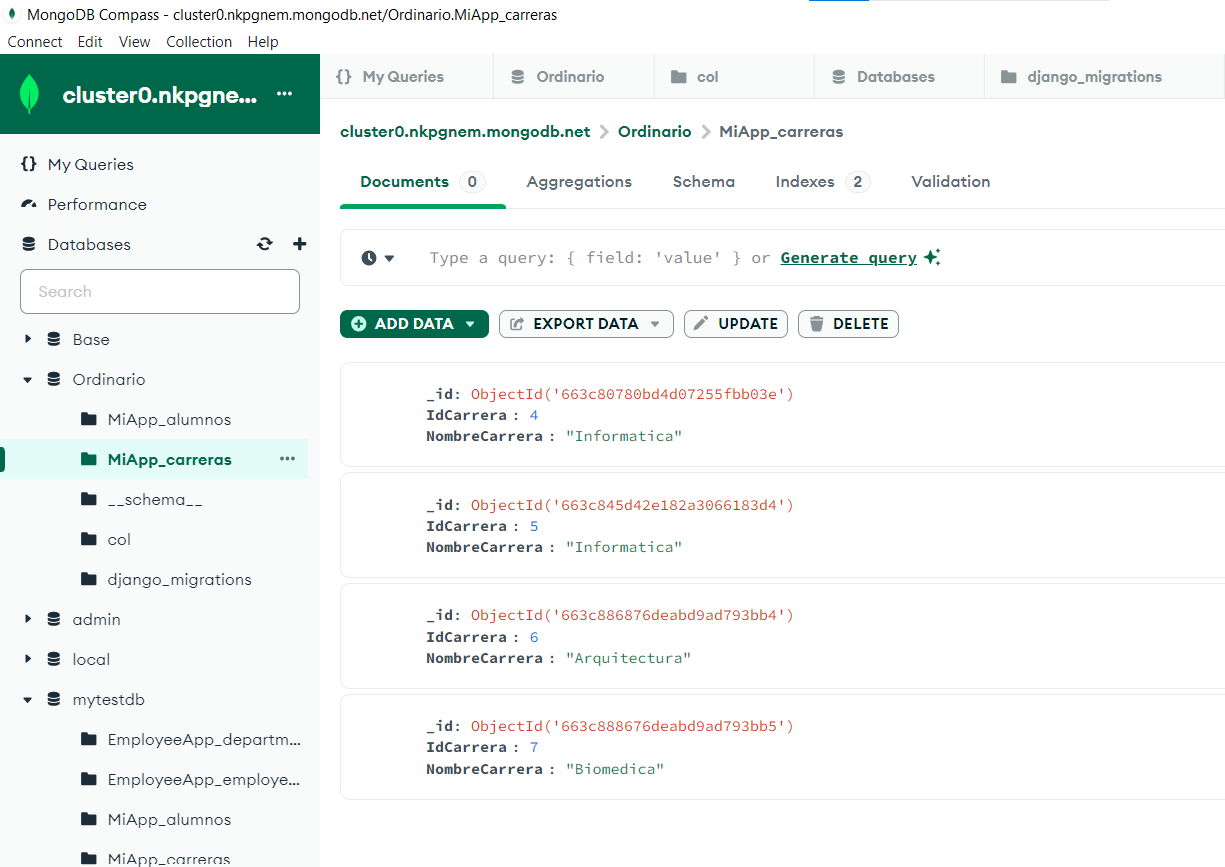 MongoDB Compass - cluster0.nkpgnem.mongodb.net/Ordinario.MiApp_carreras
Connect Edit View Collection Help
cluster0.nkpgne... ...
My Queries
Performance
Databases
Search
Base
Ordinario
MiApp_alumnos
MiApp_carreras ...
__schema__
col
django_migrations
admin
local
mytestdb
EmployeeApp_departm...
EmployeeApp_employe...
MiApp_alumnos
MiApp_carreras
{} My Queries Ordinario col Databases django_migrations
cluster0.nkpgnem.mongodb.net > Ordinario > MiApp_carreras
Documents 0 Aggregations Schema Indexes 2 Validation
Type a query: { field: 'value' } or Generate query
ADD DATA EXPORT DATA UPDATE DELETE
_id: ObjectId('663c80780bd4d07255fbb03e')
IdCarrera : 4
NombreCarrera : "Informatica"
_id: ObjectId('663c845d42e182a3066183d4')
IdCarrera : 5
NombreCarrera : "Informatica"
_id: ObjectId('663c886876deabd9ad793bb4')
IdCarrera : 6
NombreCarrera : "Arquitectura"
_id: ObjectId('663c888676deabd9ad793bb5')
IdCarrera : 7
NombreCarrera : "Biomedica"